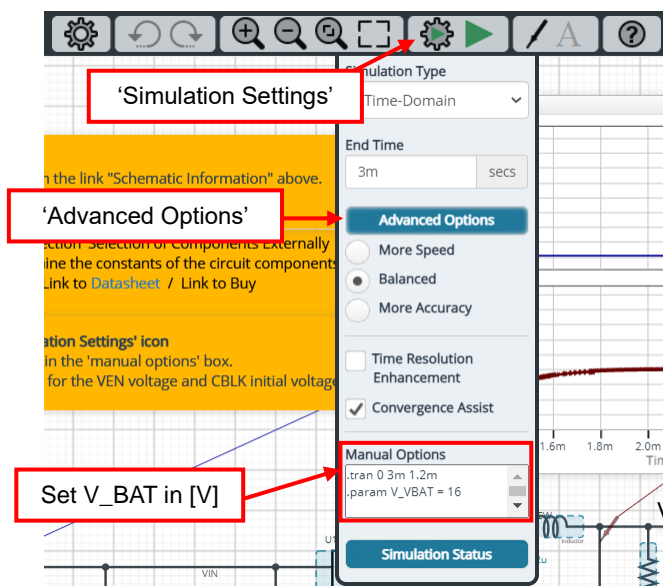 A
?
'Simulation Settings'
Simulation Type
Time-Domain
End Time
3m secs
n the link "Schematic Information" above.
'Advanced Options'
Advanced Options
ection Selection of Components Externally
ine the constants of the circuit components
Link to Datasheet / Link to Buy
More Speed
Balanced
More Accuracy
ation Settings' icon
in the 'manual options' box.
for the VEN voltage and CBLK initial voltage
Time Resolution
Enhancement
Convergence Assist
1.6m 1.8m 2.0m
Tim
Manual Options
.tran 0 3m 1.2m
.param V_VBAT = 16
Set V_BAT in [V]
Simulation Status
VIN
U1
Inductor
V